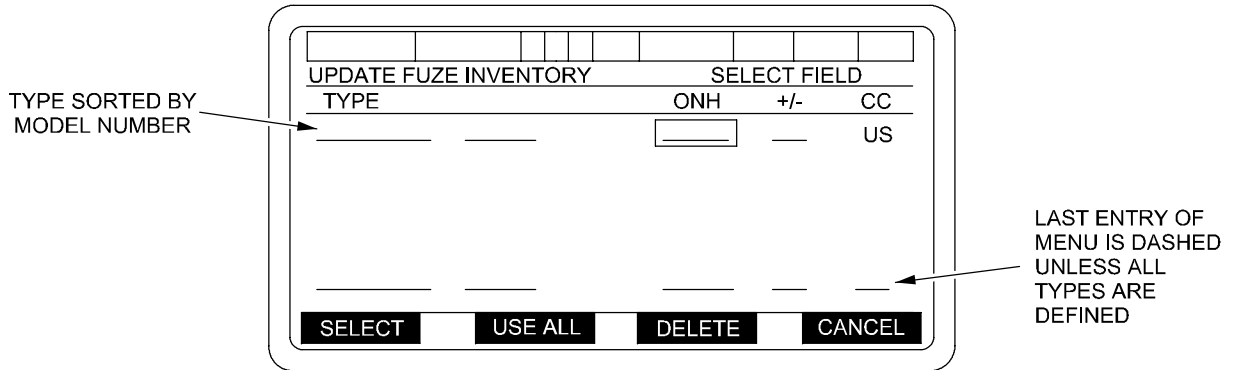 UPDATE FUZE INVENTORY SELECT FIELD
TYPE ONH +/- CC
TYPE SORTED BY
MODEL NUMBER
US
LAST ENTRY OF
MENU IS DASHED
UNLESS ALL
TYPES ARE
DEFINED
SELECT USE ALL DELETE CANCEL